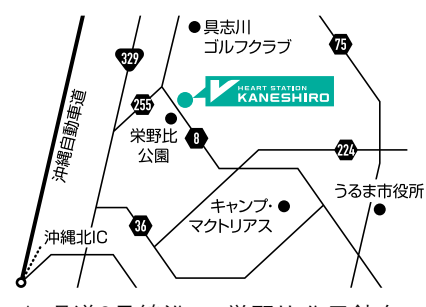 具志川
ゴルフクラブ
75
329
HEART STATION
KANESHIRO
255
沖縄自動車道
栄野比
公園
8
224
うるま市役所
キャンプ・
マクトリアス
36
沖縄北IC